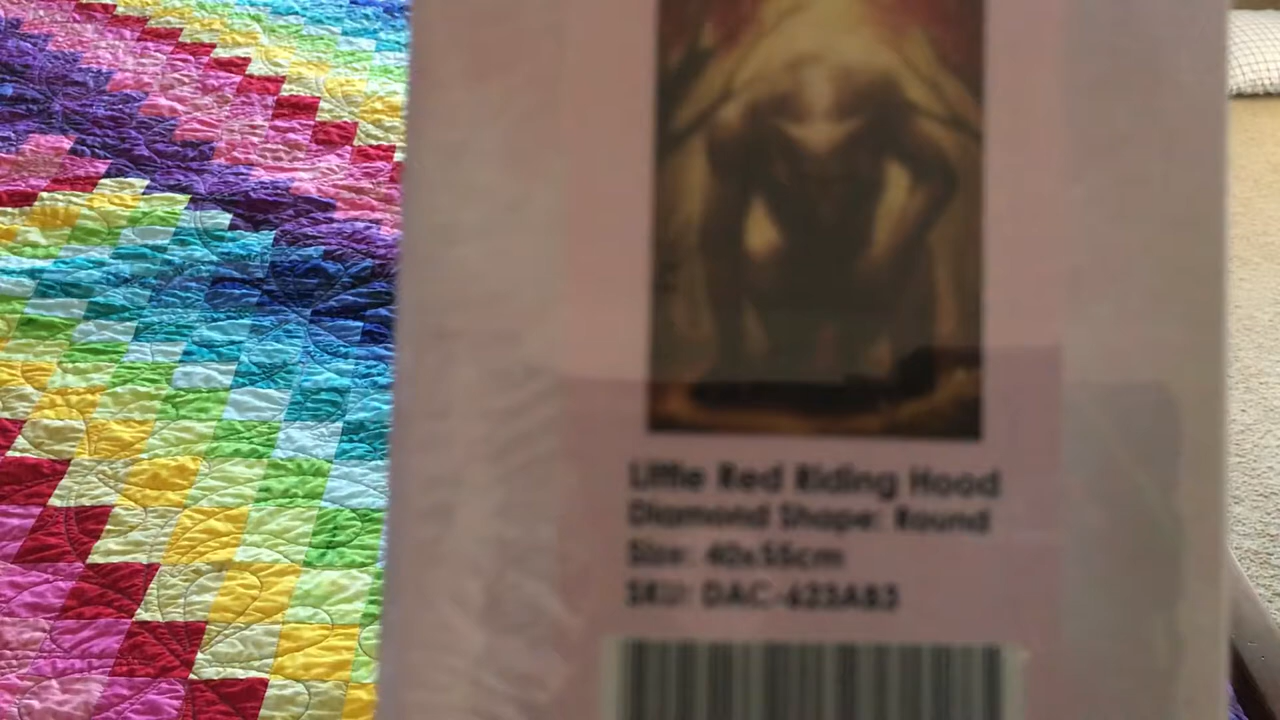 Little Red Riding Hood
Diamond Shape: Round
Size: 40x55cm
SKU: DAC-623A83